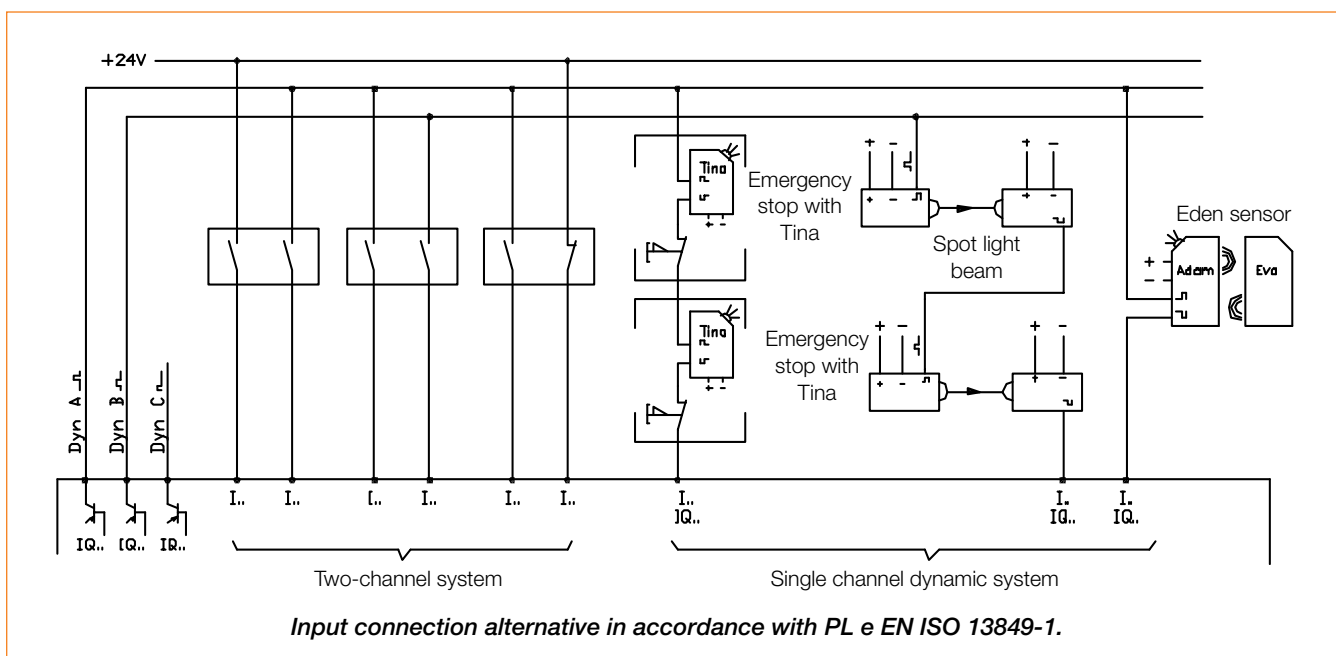 +24V
Tina
Emergency
stop with
Tina
+ -
+ -
+ -
+ -
Spot light
beam
Eden sensor
+ -
- -
Adam
Eva
+ -
Tina
Emergency
stop with
Tina
+ -
+ -
+ -
+ -
+ -
Dyn A
Dyn B
Dyn C
I.. I.. I.. I.. I.. I.. I.. I.. I..
IQ.. IQ.. IQ..
IQ.. IQ.. IQ..
Two-channel system
Single channel dynamic system
Input connection alternative in accordance with PL e EN ISO 13849-1.